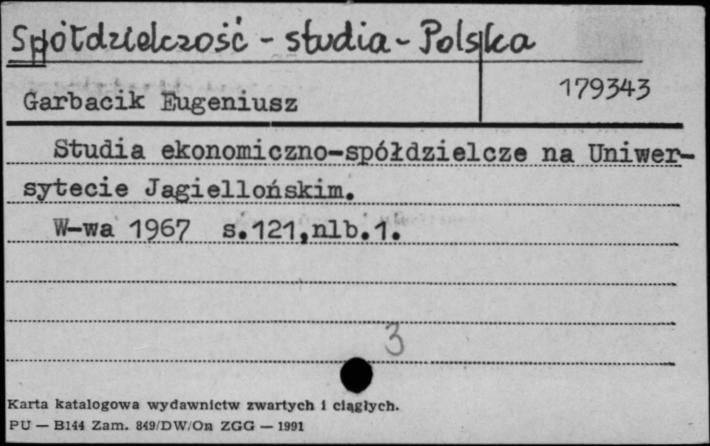 Spółdzielczość - studia - Polska
179343
Garbacik Eugeniusz
Studia ekonomiczno-spółdzielcze na Uniwer-
sytecie Jagiellońskim.
W-wa 1967 s.121,nlb.1.
3
Karta katalogowa wydawnictw zwartych i ciągłych.
PU — B144 Zam. 849/DW/On ZGG — 1991